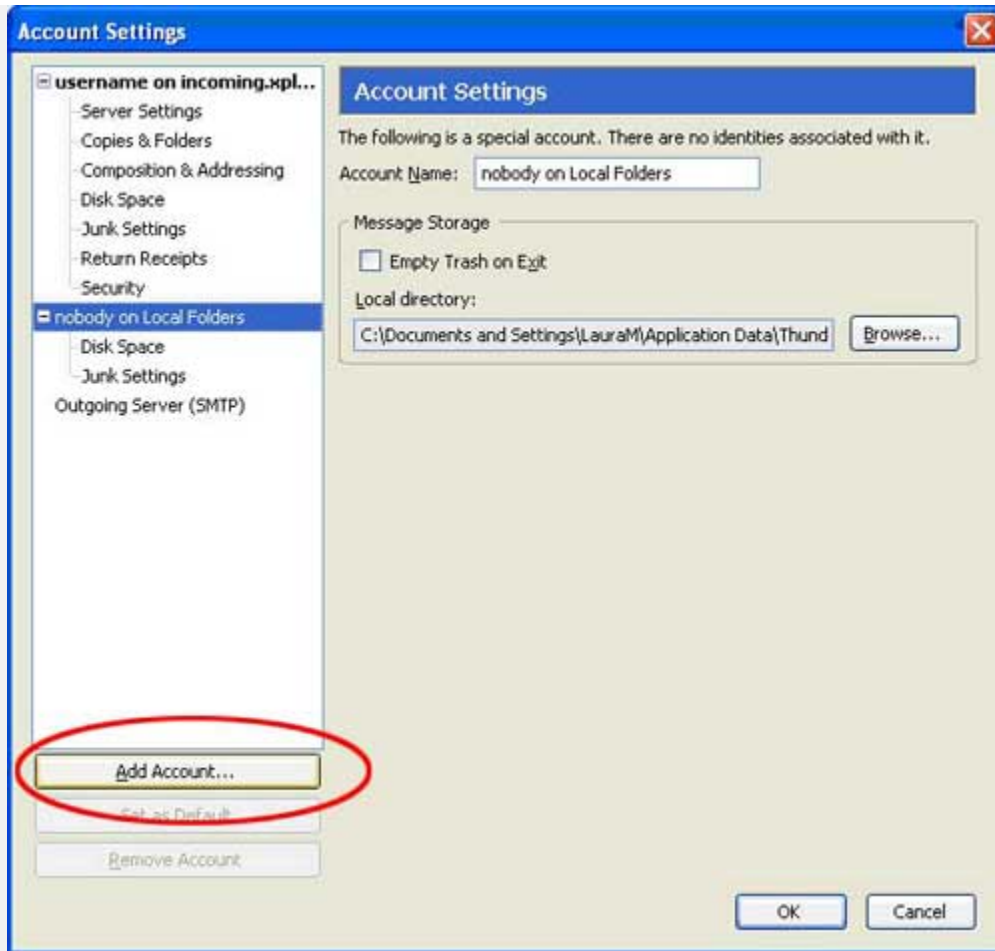 Account Settings
username on incoming.xpl...
Server Settings
Copies & Folders
Composition & Addressing
Disk Space
Junk Settings
Return Receipts
Security
nobody on Local Folders
Disk Space
Junk Settings
Outgoing Server (SMTP)
Add Account...
Set as Default
Remove Account
Account Settings
The following is a special account. There are no identities associated with it.
Account Name: nobody on Local Folders
Message Storage
Empty Trash on Exit
Local directory:
C:\Documents and Settings\LauraM\Application Data\Thund Browse...
OK Cancel